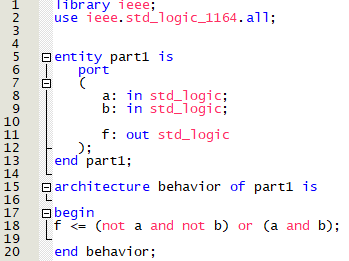 1 library ieee;
2 use ieee.std_logic_1164.all;
3
4
5 entity part1 is
6 port
7 (
8 a: in std_logic;
9 b: in std_logic;
10
11 f: out std_logic
12 );
13 end part1;
14
15 architecture behavior of part1 is
16
17 begin
18 f <= (not a and not b) or (a and b);
19
20 end behavior;